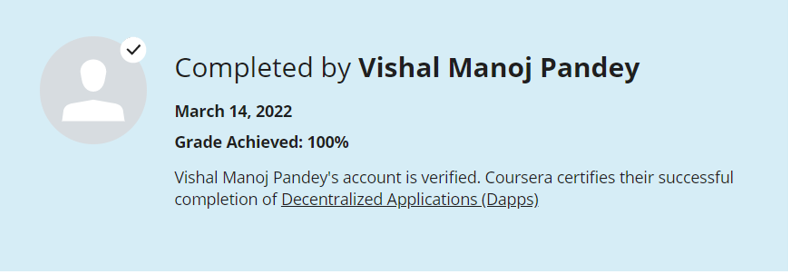 Completed by Vishal Manoj Pandey
March 14, 2022
Grade Achieved: 100%
Vishal Manoj Pandey's account is verified. Coursera certifies their successful
completion of Decentralized Applications (Dapps)